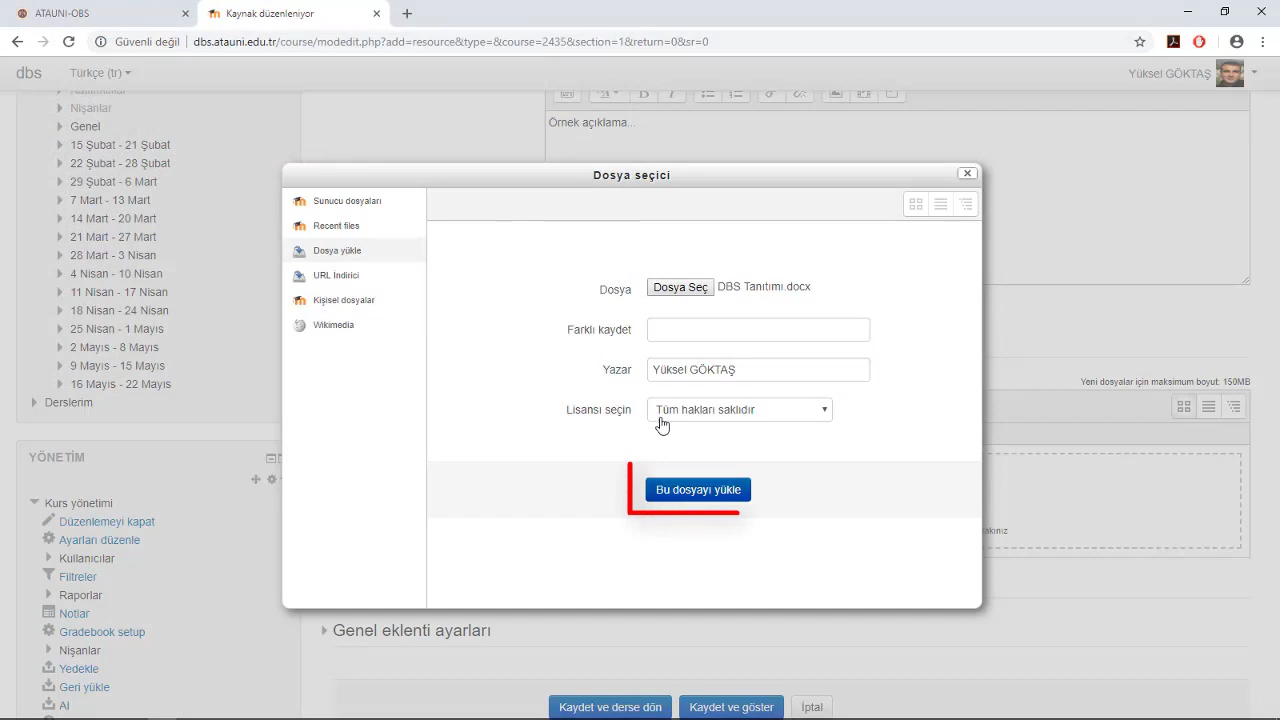 ATAUNI-OBS
Kaynak düzenleniyor
Güvenli değil
dbs.atauni.edu.tr/course/modedit.php?add=resource&type=&course=2435&section=1&return=0&sr=0
dbs
Türkçe (tr)
Yüksel GÖKTAŞ
Nişanlar
Genel
15 Şubat - 21 Şubat
22 Şubat - 28 Şubat
29 Şubat - 6 Mart
7 Mart - 13 Mart
14 Mart - 20 Mart
21 Mart - 27 Mart
28 Mart - 3 Nisan
4 Nisan - 10 Nisan
11 Nisan - 17 Nisan
18 Nisan - 24 Nisan
25 Nisan - 1 Mayıs
2 Mayıs - 8 Mayıs
9 Mayıs - 15 Mayıs
16 Mayıs - 22 Mayıs
Derslerim
YÖNETİM
Kurs yönetimi
Düzenlemeyi kapat
Ayarları düzenle
Kullanıcılar
Filtreler
Raporlar
Notlar
Gradebook setup
Nişanlar
Yedekle
Geri yükle
Al
Örnek açıklama...
Dosya seçici
Sunucu dosyaları
Recent files
Dosya yükle
URL Indirici
Kişisel dosyalar
Wikimedia
Dosya
Dosya Seç
DBS Tanıtımı.docx
Farklı kaydet
Yazar
Yüksel GÖKTAŞ
Lisansı seçin
Tüm hakları saklıdır
Bu dosyayı yükle
Yeni dosyalar için maksimum boyut: 150MB
Genel eklenti ayarları
Kaydet ve derse dön
Kaydet ve göster
İptal